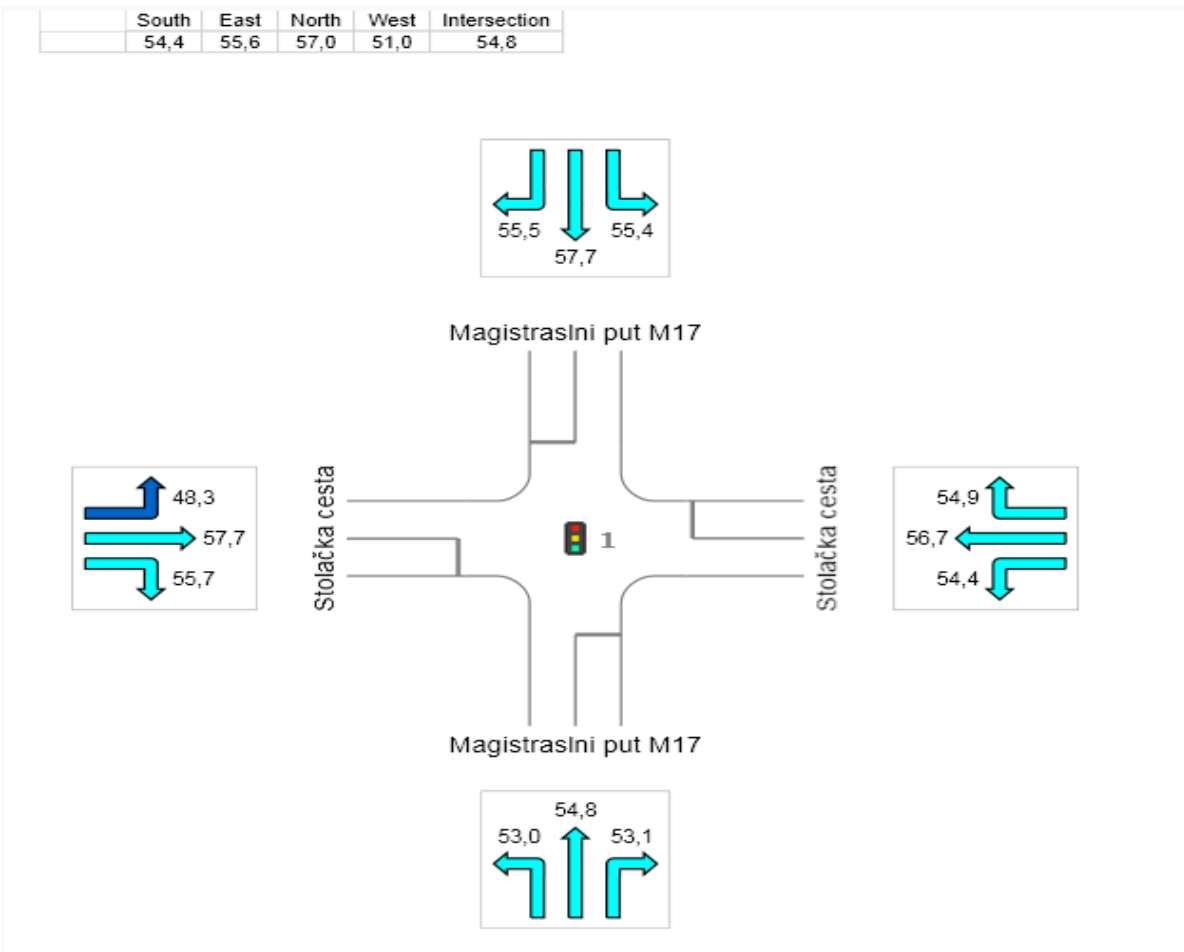 South East North West Intersection
54,4 55,6 57,0 51,0 54,8
55,5 55,4
57,7
Magistraslni put M17
Stolačka cesta
48,3
57,7
55,7
1
Stolačka cesta
54,9
56,7
54,4
Magistraslni put M17
54,8
53,0 53,1